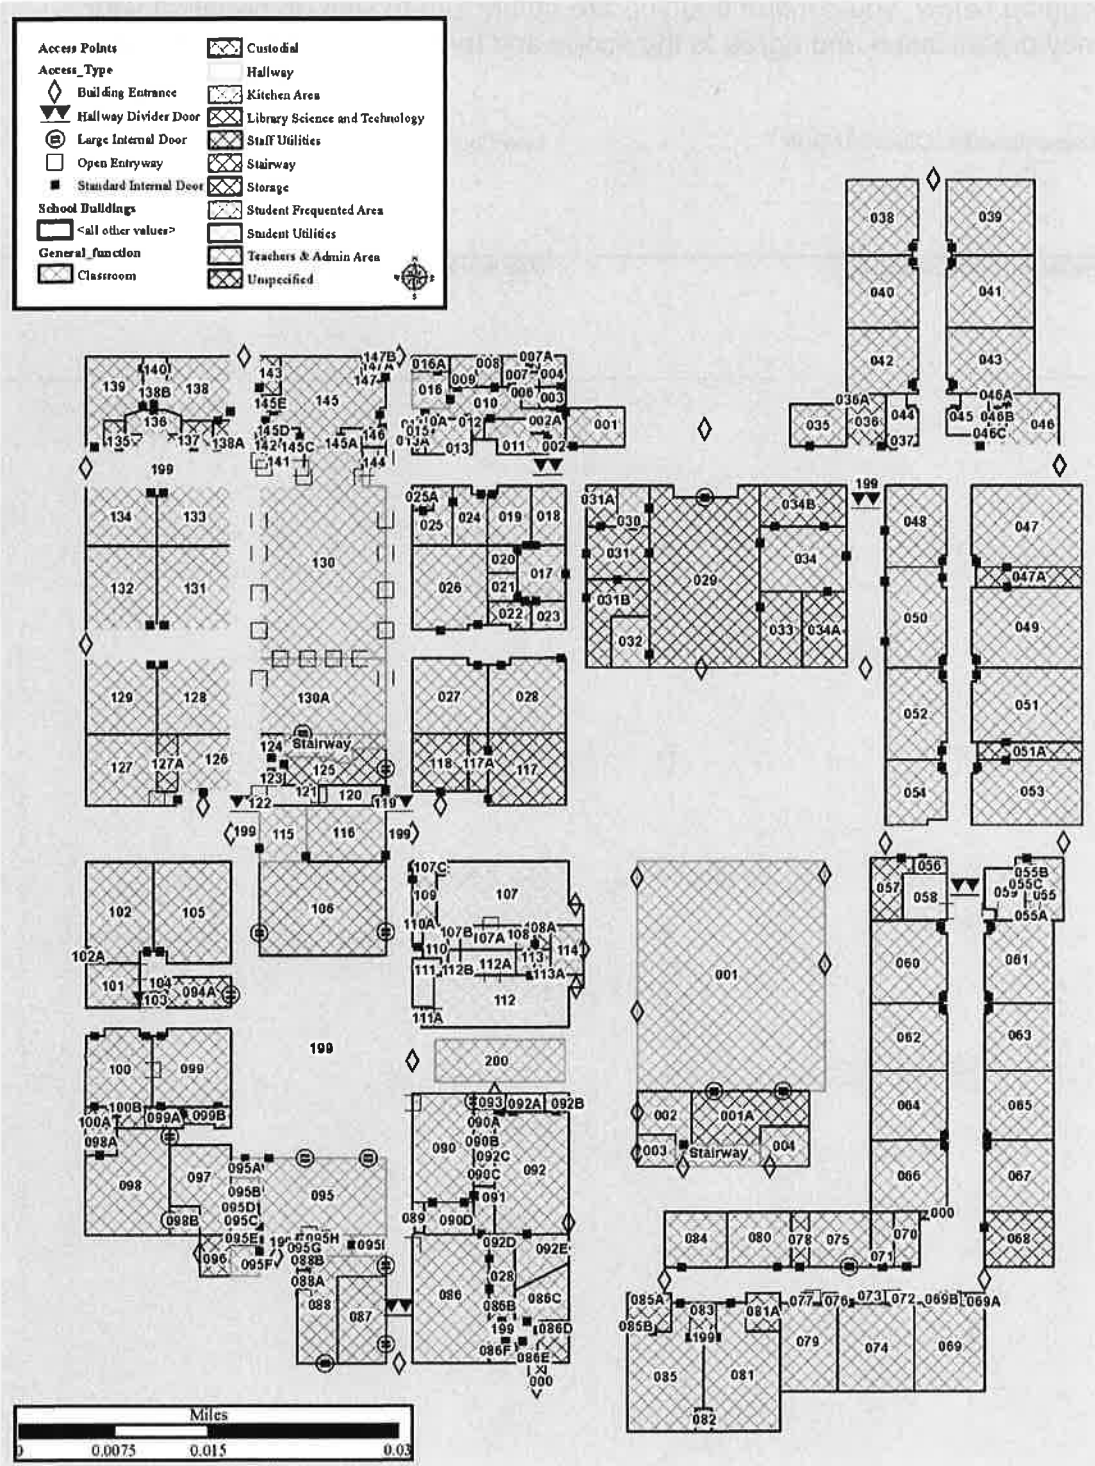 Access Points
Access_Type
Building Entrance
Hallway Divider Door
Large Internal Door
Open Entryway
Standard Internal Door
School Buildings
<all other values>
General_function
Classroom
Custodial
Hallway
Kitchen Area
Library Science and Technology
Staff Utilities
Stairway
Storage
Student Frequented Area
Student Utilities
Teachers & Admin Area
Unspecified
N
S
038 039
040 041
042 043
036A 044 045 046A 046B
035 036 037 046C 046
139 140 138 143 147B 147A 147
138B 145E 145
136 145D 145C 145A 146
135 137 138A 142 141 144
016A 008 007A
009 007 004
016 006 003
010 012 002A 001
015 013A 013 011 002
199 199
134 133 130
025A 025 024 019 018
031A 030 034B
048 047
031 029 034 047A
132 131 026 020 021 017 022 023
031B 032 033 034A
050 049
129 128 130A 027 028
052 051
124 Stairway 051A
127 127A 126 123 125 118 117A 117
054 053
122 121 120 119
199 115 116 199
102 105 106 107C 107
109 056 055B
057 058 059 055C 055
055A
110A 107B 107A 108 108A
102A 110 113 114
101 104 103 094A 111 112B 112A 113A
111A 112
001 060 061
062 063
199 200
100 099
093 092A 092B
100B 090A
100A 099A 099B 090 090B 092
098A 092C
002 001A
003 Stairway 004
064 065
066 067
098 097 095A 095 090C
095B 091
095D 098B 095C 089 090D
000
095E 095H 092D 092E
096 095F 095G 095I
088B 028
088A 086 086C
088 087 086B
199 086D
086F 086E
000
084 080 078 075 070 068
071
085A 083 081A 077 076 073 072 069B 069A
085B 199 079 074 069
085 081
082
Miles
0 0.0075 0.015 0.03